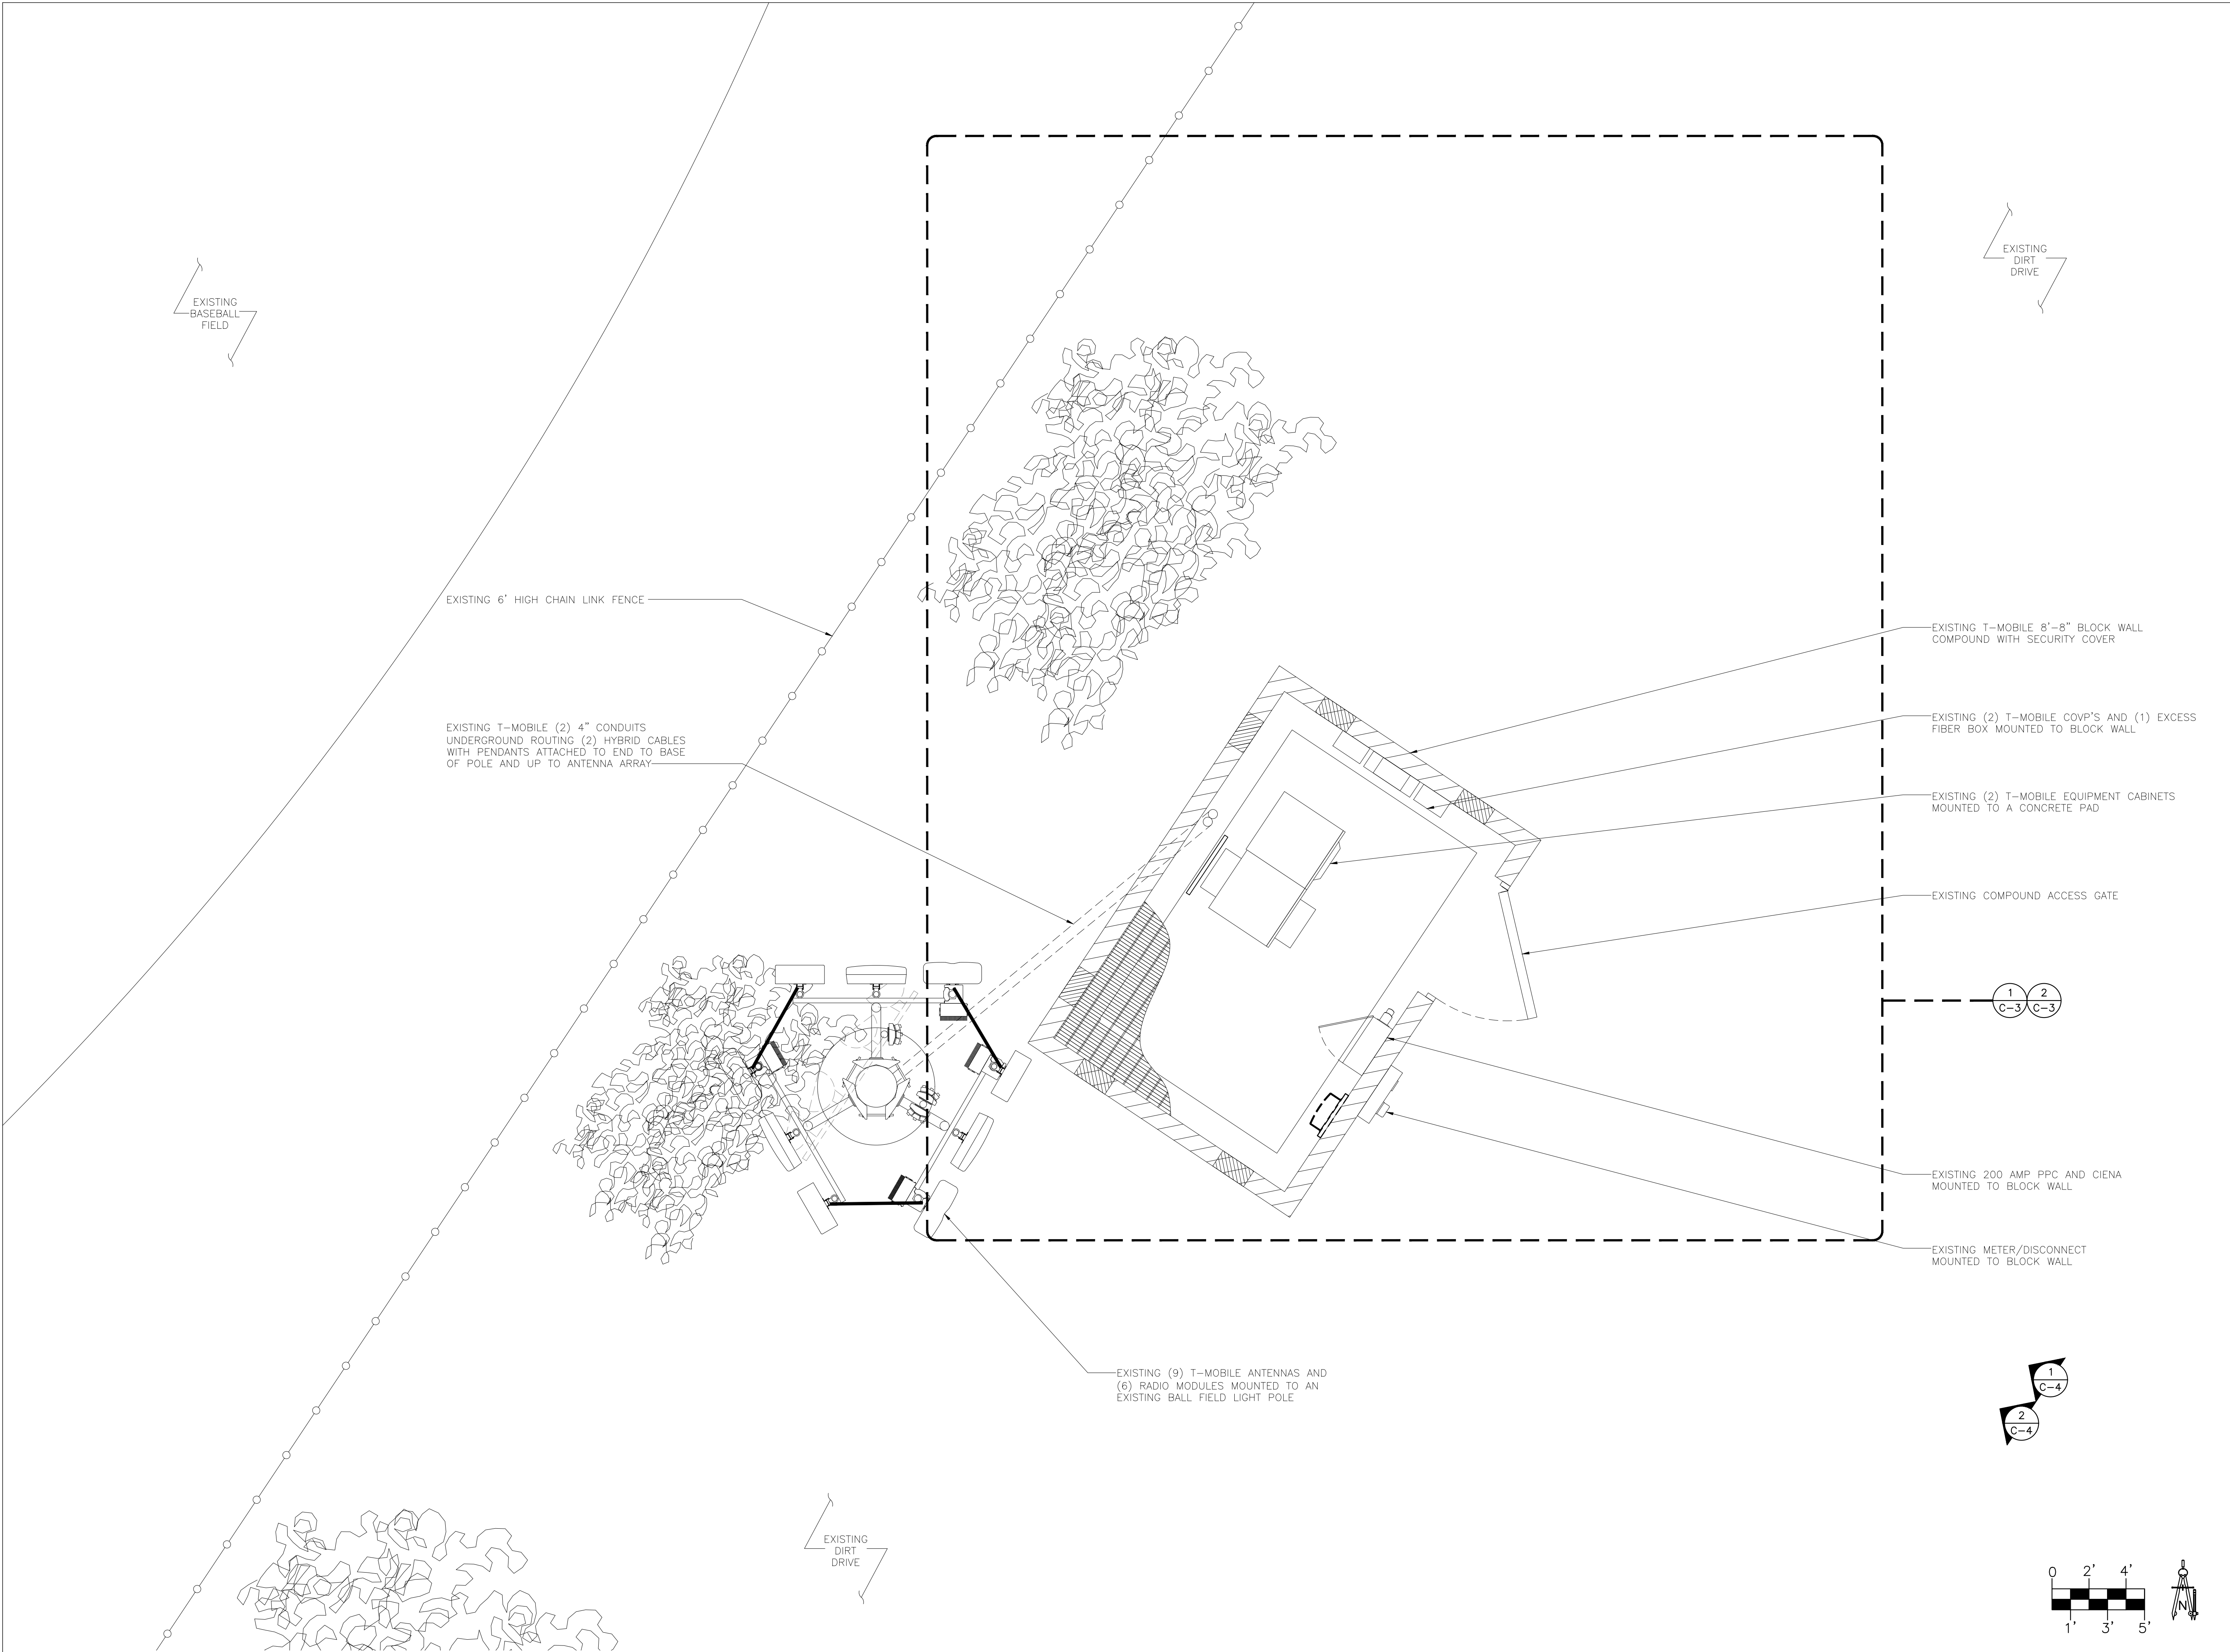 EXISTING
BASEBALL
FIELD
EXISTING
DIRT
DRIVE
EXISTING 6' HIGH CHAIN LINK FENCE
EXISTING T-MOBILE (2) 4" CONDUITS
UNDERGROUND ROUTING (2) HYBRID CABLES
WITH PENDANTS ATTACHED TO END TO BASE
OF POLE AND UP TO ANTENNA ARRAY
EXISTING T-MOBILE 8'-8" BLOCK WALL
COMPOUND WITH SECURITY COVER
EXISTING (2) T-MOBILE COVP'S AND (1) EXCESS
FIBER BOX MOUNTED TO BLOCK WALL
EXISTING (2) T-MOBILE EQUIPMENT CABINETS
MOUNTED TO A CONCRETE PAD
EXISTING COMPOUND ACCESS GATE
1
C-3
2
C-3
EXISTING 200 AMP PPC AND CIENA
MOUNTED TO BLOCK WALL
EXISTING METER/DISCONNECT
MOUNTED TO BLOCK WALL
EXISTING (9) T-MOBILE ANTENNAS AND
(6) RADIO MODULES MOUNTED TO AN
EXISTING BALL FIELD LIGHT POLE
1
C-4
2
C-4
EXISTING
DIRT
DRIVE
0 2' 4'
1' 3' 5'
N